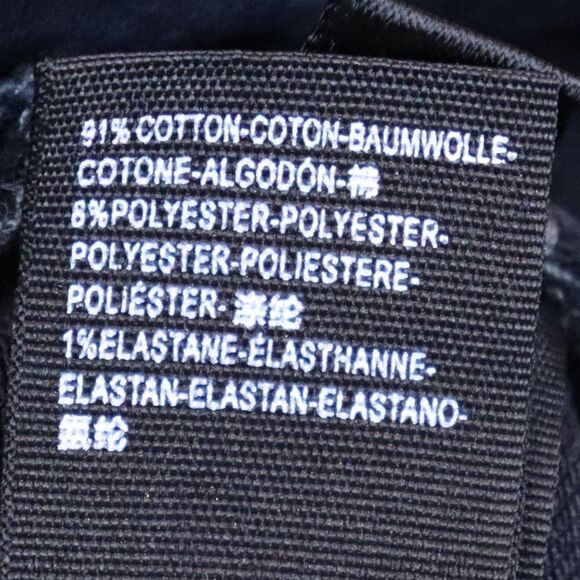 91% COTTON-COTON-BAUMWOLLE-
COTONE-ALGODÓN-棉
8%POLYESTER-POLYESTER-
POLYESTER-POLIESTERE-
POLIÉSTER-涤纶
1%ELASTANE-ÉLASTHANNE-
ELASTAN-ELASTAN-ELASTANO-
氨纶